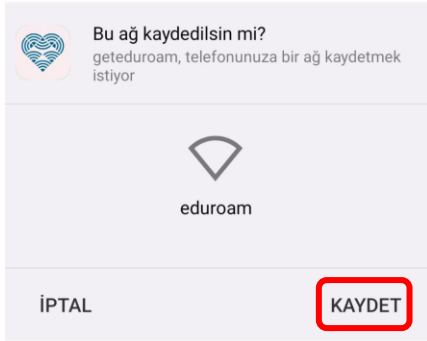 Bu ağ kaydedilsin mi?
geteduroam, telefonunuza bir ağ kaydetmek
istiyor
eduroam
İPTAL
KAYDET